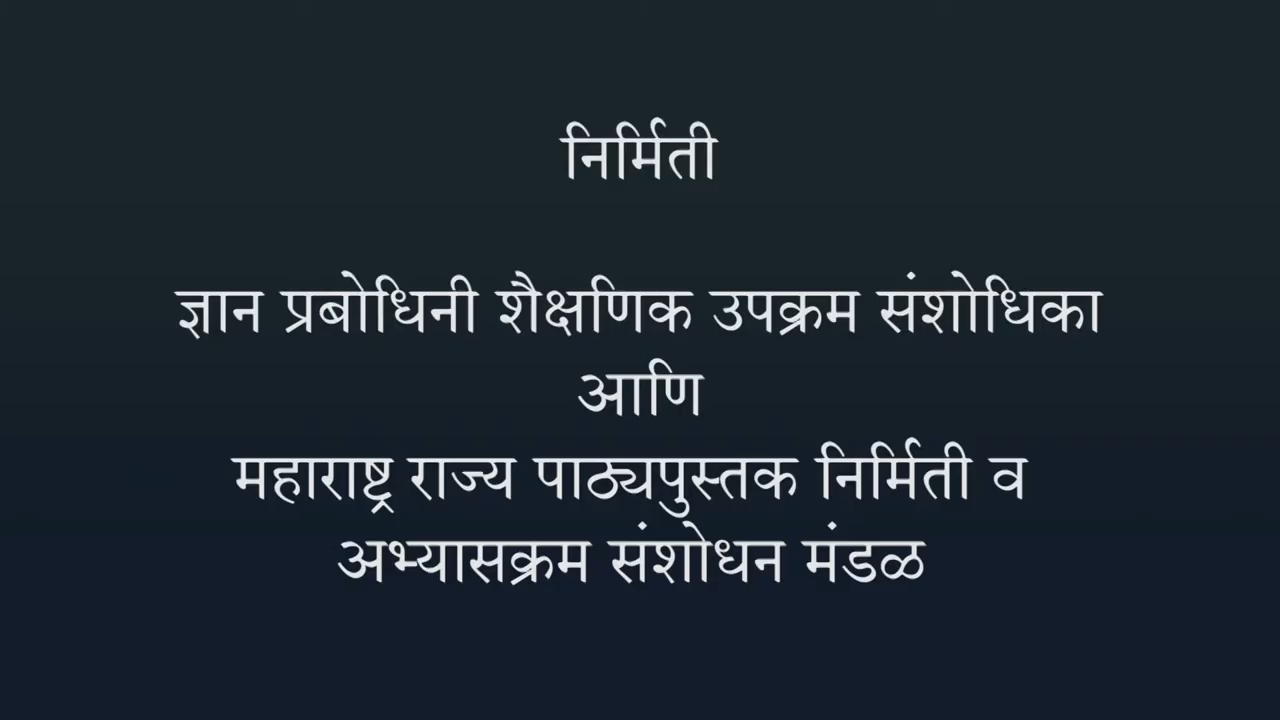 निर्मिती
ज्ञान प्रबोधिनी शैक्षणिक उपक्रम संशोधिका
आणि
महाराष्ट्र राज्य पाठ्यपुस्तक निर्मिती व
अभ्यासक्रम संशोधन मंडळ